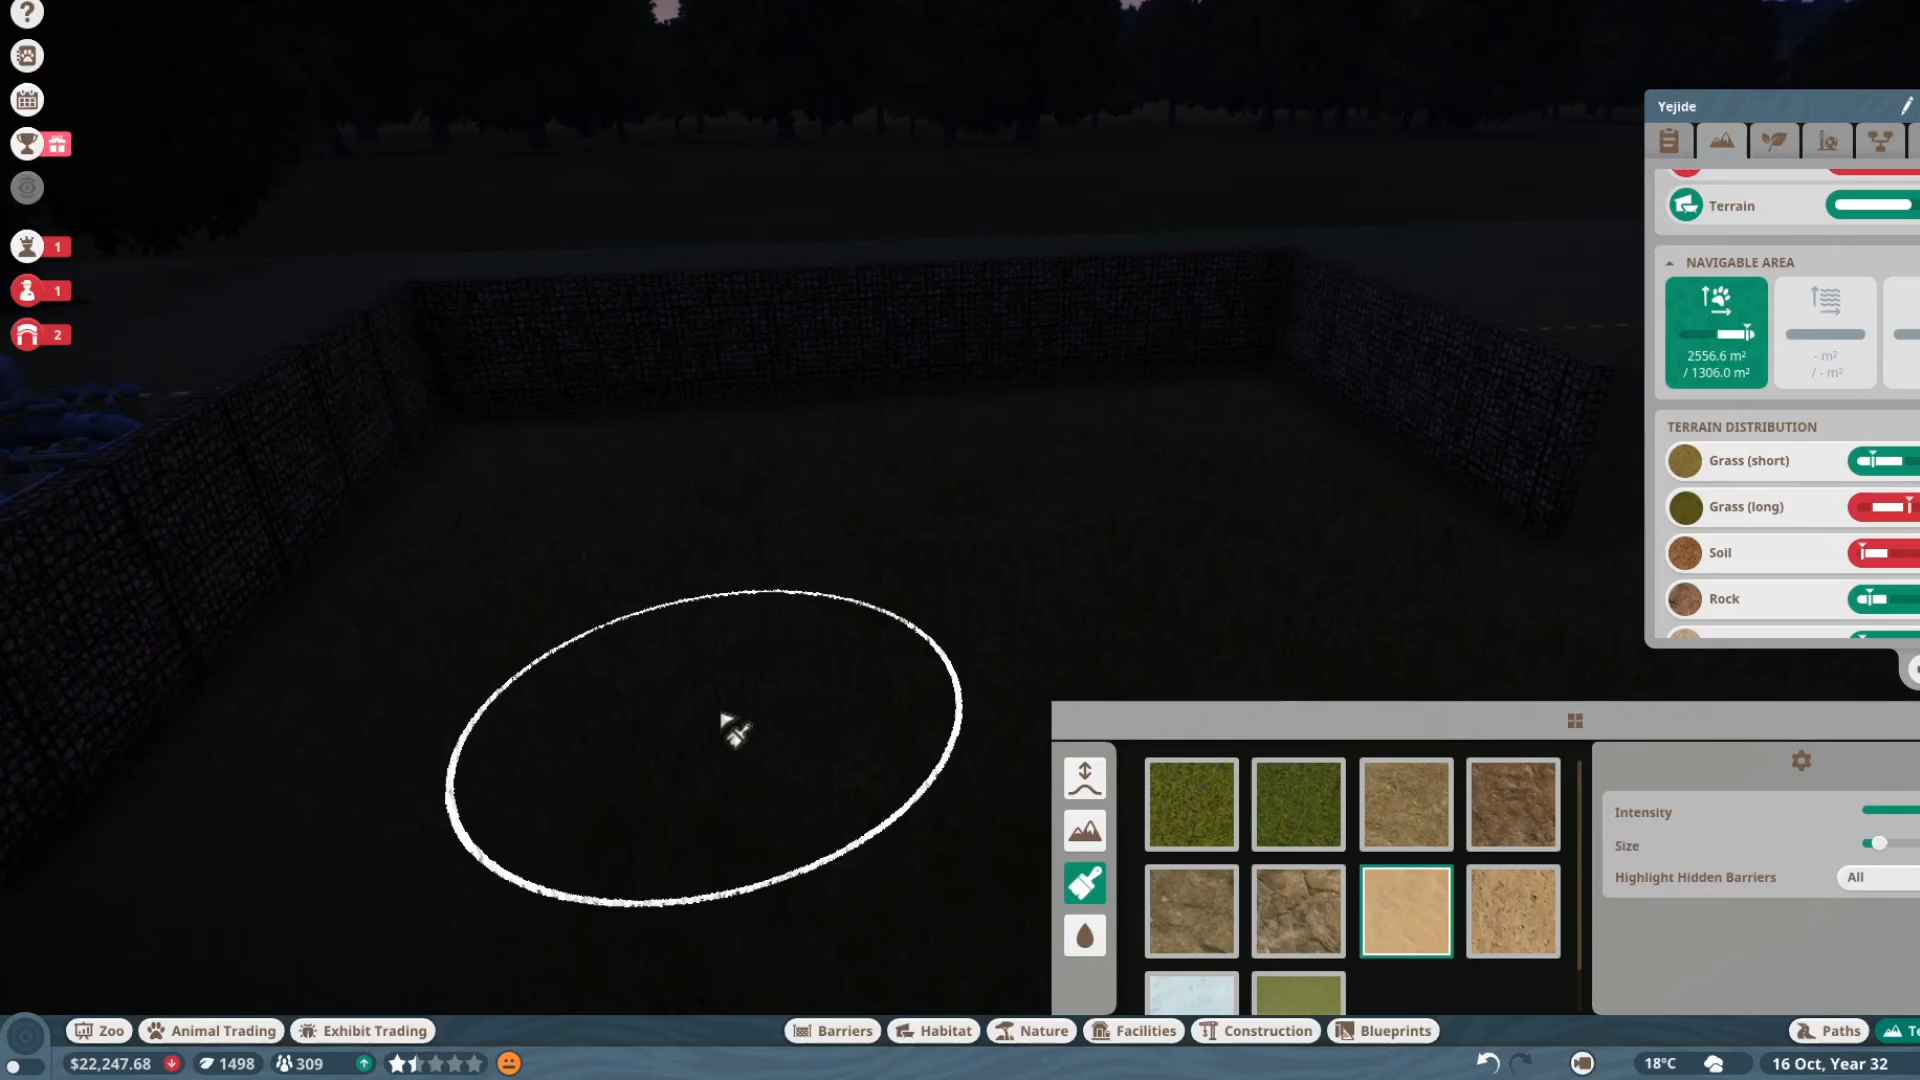 ?
Yejide
Terrain
1
1
2
NAVIGABLE AREA
2556.6 m²
/ 1306.0 m²
- m²
/ - m²
TERRAIN DISTRIBUTION
Grass (short)
Grass (long)
Soil
Rock
Intensity
Size
Highlight Hidden Barriers
All
Zoo
Animal Trading
Exhibit Trading
Barriers
Habitat
Nature
Facilities
Construction
Blueprints
Paths
Te
$22,247.68
1498
309
18°C
16 Oct, Year 32